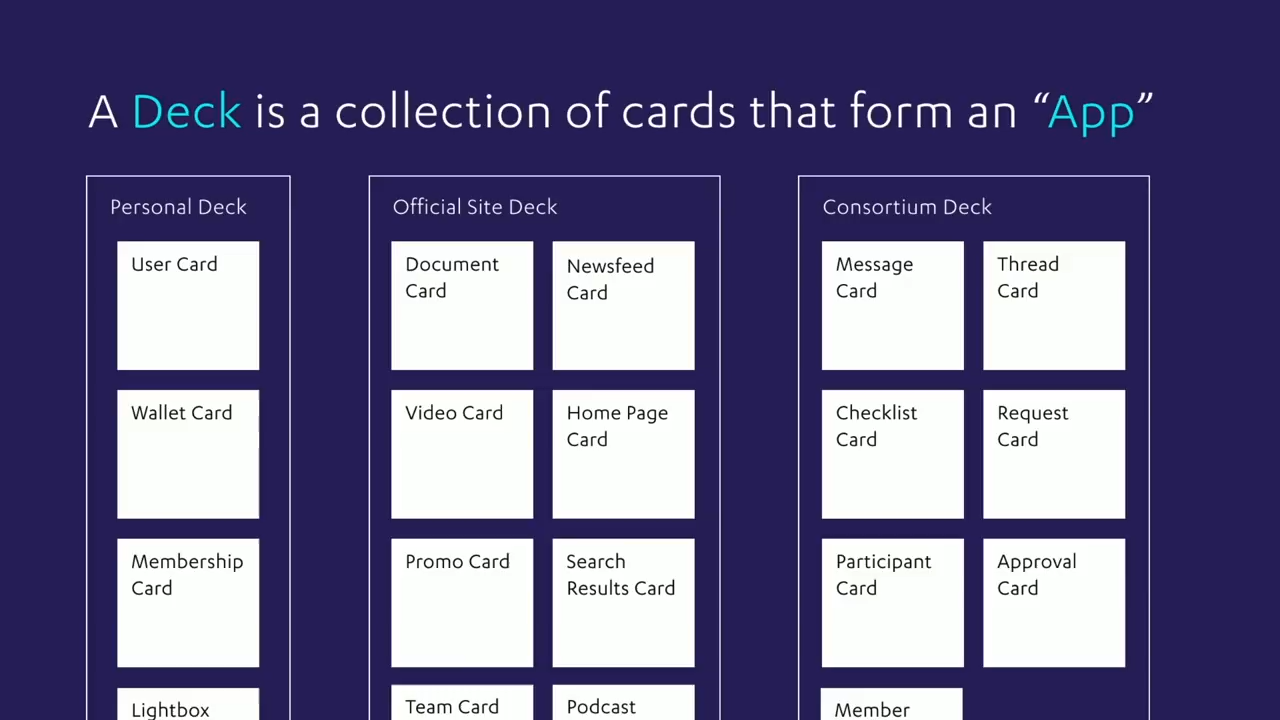 A Deck is a collection of cards that form an “App”
Personal Deck
User Card
Wallet Card
Membership
Card
Lightbox
Official Site Deck
Document
Card
Newsfeed
Card
Video Card
Home Page
Card
Promo Card
Search
Results Card
Team Card
Podcast
Consortium Deck
Message
Card
Thread
Card
Checklist
Card
Request
Card
Participant
Card
Approval
Card
Member